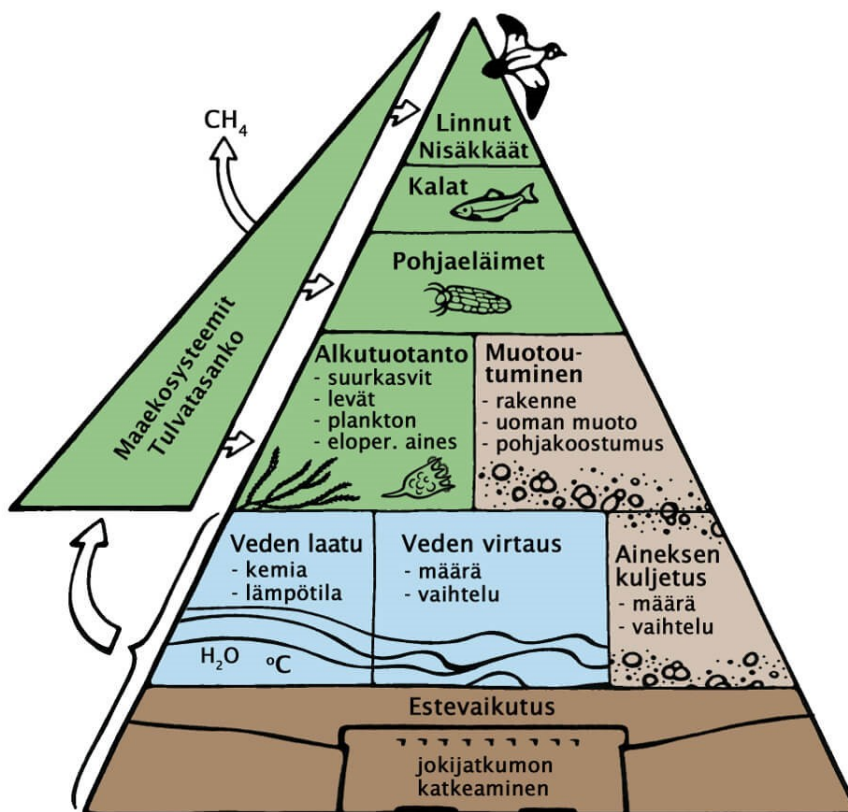 CH₄
Linnut
Nisäkkäät
Kalat
Pohjaeläimet
Maaekosysteemit
Tulvatasanko
Alkutuotanto
- suurkasvit
- levät
- plankton
- eloper. aines
Muotou-
tuminen
- rakenne
- uoman muoto
- pohjakoostumus
Veden laatu
- kemia
- lämpötila
H₂O
ºC
Veden virtaus
- määrä
- vaihtelu
Aineksen
kuljetus
- määrä
- vaihtelu
Estevaikutus
jokijatkumon
katkeaminen